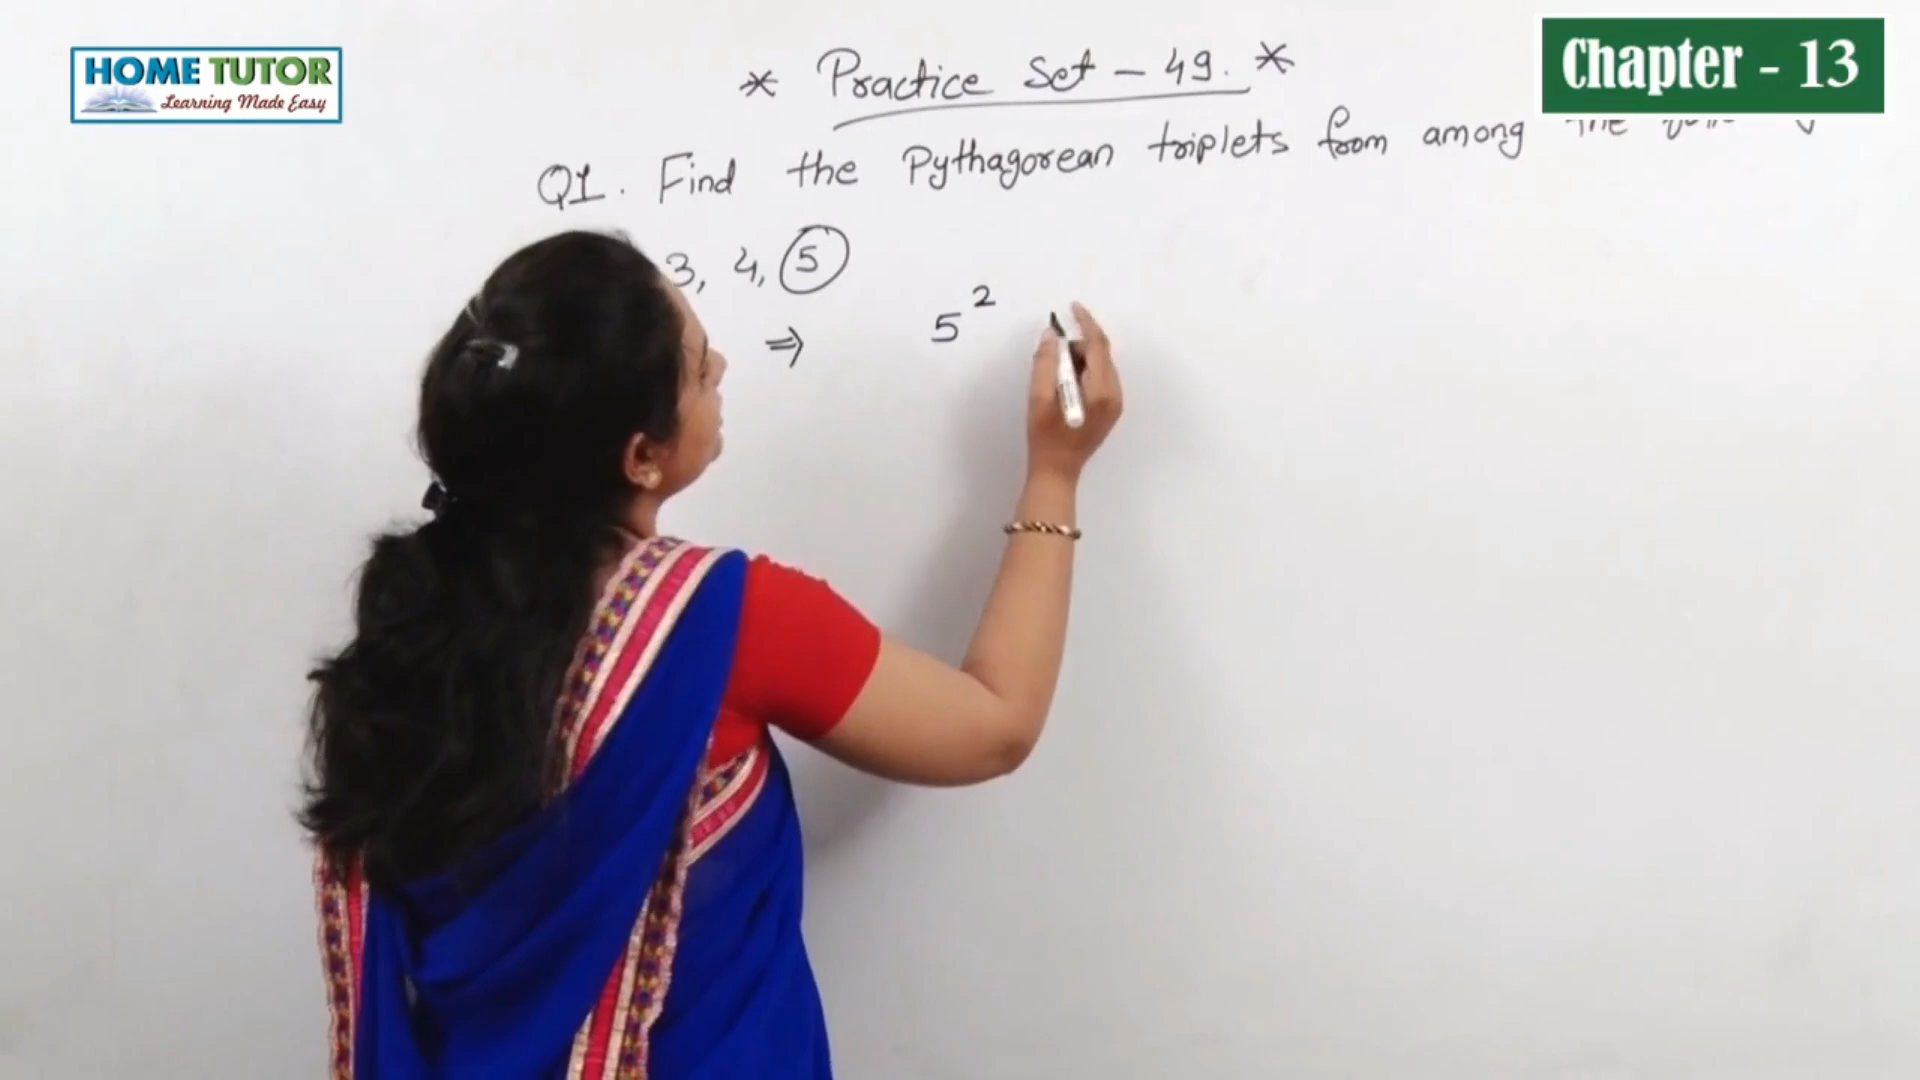 HOME TUTOR
Learning Made Easy
Chapter - 13
* Practice Set - 49. *
Q1. Find the Pythagorean triplets from among
3, 4, 5
⇒ 5²